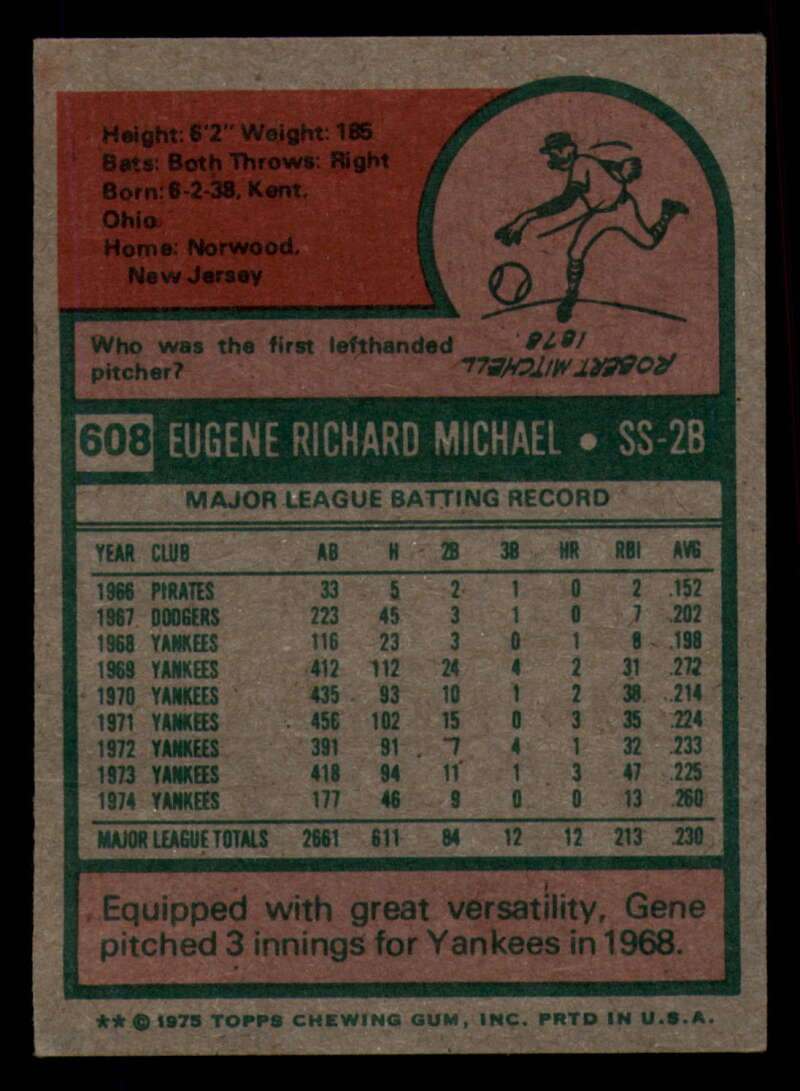 Height: 6'2" Weight: 185
Bats: Both Throws: Right
Born: 6-2-38, Kent,
Ohio
Home: Norwood,
New Jersey
Who was the first lefthanded
pitcher?
ROBERT MITCHELL
1878.
608 EUGENE RICHARD MICHAEL • SS-2B
MAJOR LEAGUE BATTING RECORD
YEAR CLUB AB H 2B 3B HR RBI AVG
1966 PIRATES 33 5 2 1 0 2 .152
1967 DODGERS 223 45 3 1 0 7 .202
1968 YANKEES 116 23 3 0 1 8 .198
1969 YANKEES 412 112 24 4 2 31 .272
1970 YANKEES 435 93 10 1 2 38 .214
1971 YANKEES 456 102 15 0 3 35 .224
1972 YANKEES 391 91 7 4 1 32 .233
1973 YANKEES 418 94 11 1 3 47 .225
1974 YANKEES 177 46 9 0 0 13 .260
MAJOR LEAGUE TOTALS 2661 611 84 12 12 213 .230
Equipped with great versatility, Gene
pitched 3 innings for Yankees in 1968.
** © 1975 TOPPS CHEWING GUM, INC. PRTD IN U.S.A.